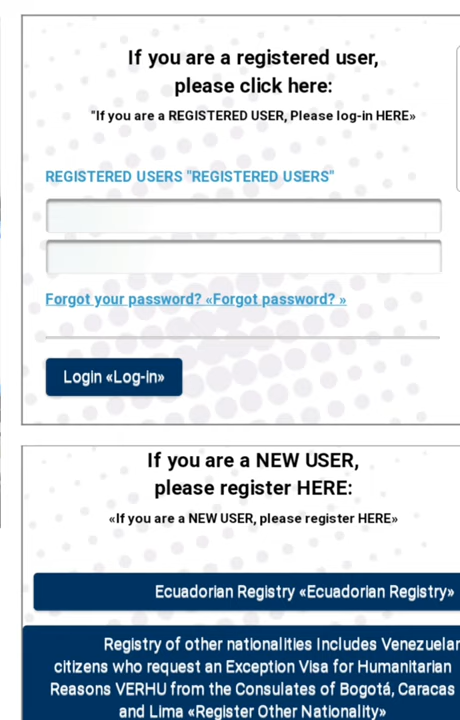 If you are a registered user,
please click here:
"If you are a REGISTERED USER, Please log-in HERE»
REGISTERED USERS "REGISTERED USERS"
Forgot your password? «Forgot password? »
Login «Log-in»
If you are a NEW USER,
please register HERE:
«If you are a NEW USER, please register HERE»
Ecuadorian Registry «Ecuadorian Registry»
Registry of other nationalities Includes Venezuelan
citizens who request an Exception Visa for Humanitarian
Reasons VERHU from the Consulates of Bogotá, Caracas
and Lima «Register Other Nationality»